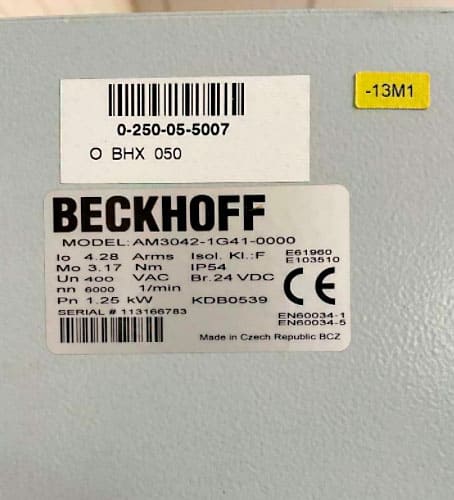 -13M1
0-250-05-5007
O BHX 050
BECKHOFF
MODEL: AM3042-1G41-0000
Io 4.28 Arms Isol. Kl.: F E61960
Mo 3.17 Nm IP54 E103510
Un 400 VAC Br. 24 VDC
nn 6000 1/min
Pn 1.25 kW KDB0539 CE
SERIAL # 113166783 EN60034-1
EN60034-5
Made in Czech Republic BCZ